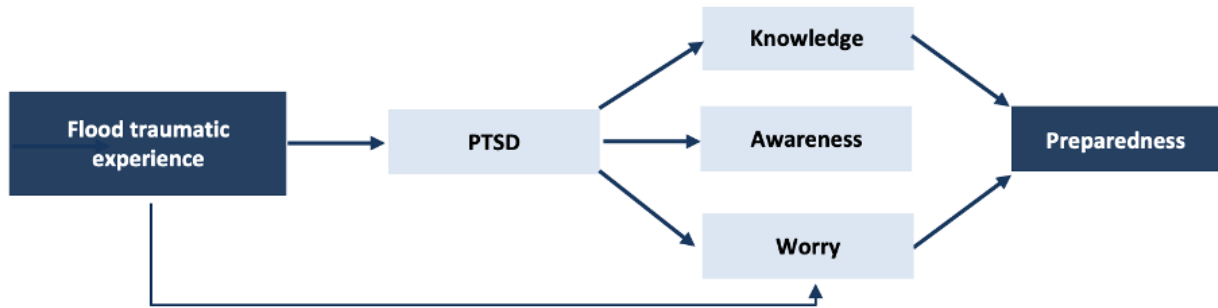 Knowledge
Flood traumatic
experience
PTSD
Awareness
Preparedness
Worry